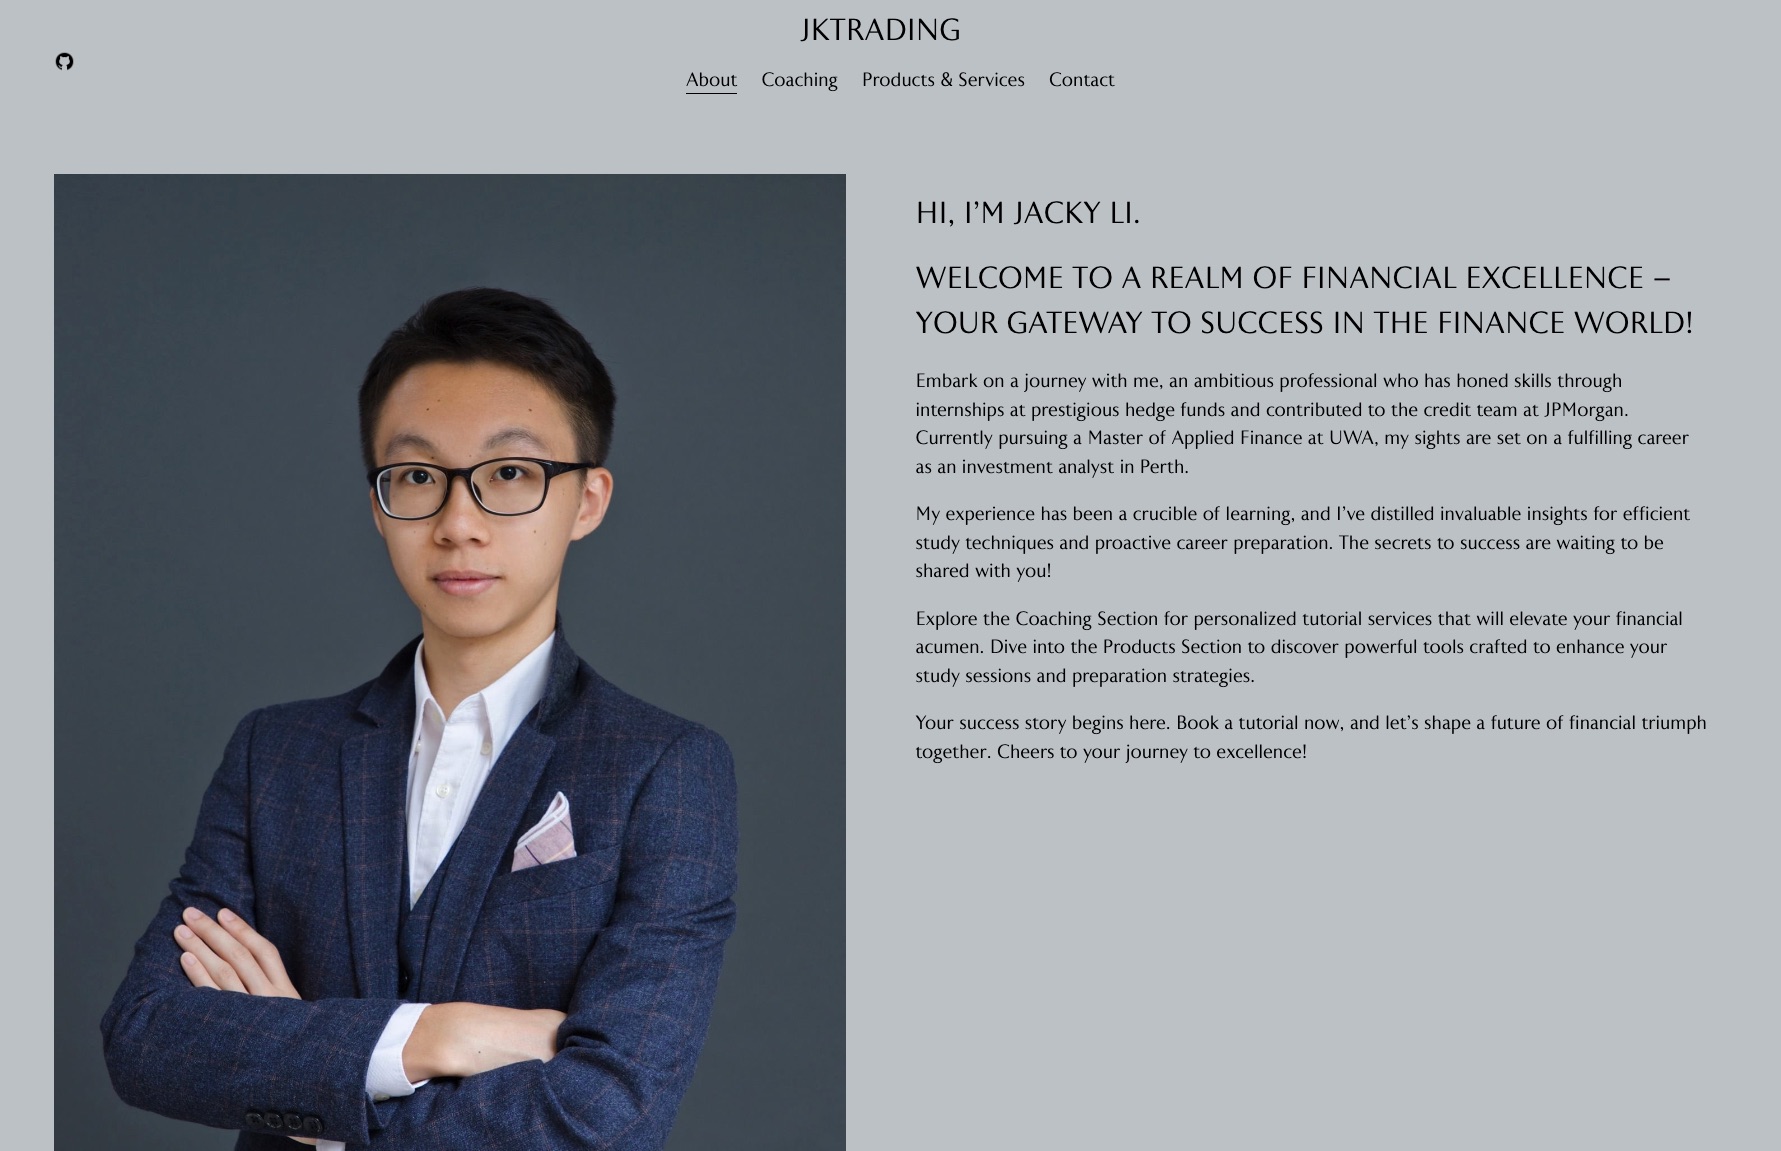 JKTRADING
About Coaching Products & Services Contact
HI, I’M JACKY LI.
WELCOME TO A REALM OF FINANCIAL EXCELLENCE –
YOUR GATEWAY TO SUCCESS IN THE FINANCE WORLD!
Embark on a journey with me, an ambitious professional who has honed skills through
internships at prestigious hedge funds and contributed to the credit team at JPMorgan.
Currently pursuing a Master of Applied Finance at UWA, my sights are set on a fulfilling career
as an investment analyst in Perth.
My experience has been a crucible of learning, and I’ve distilled invaluable insights for efficient
study techniques and proactive career preparation. The secrets to success are waiting to be
shared with you!
Explore the Coaching Section for personalized tutorial services that will elevate your financial
acumen. Dive into the Products Section to discover powerful tools crafted to enhance your
study sessions and preparation strategies.
Your success story begins here. Book a tutorial now, and let’s shape a future of financial triumph
together. Cheers to your journey to excellence!